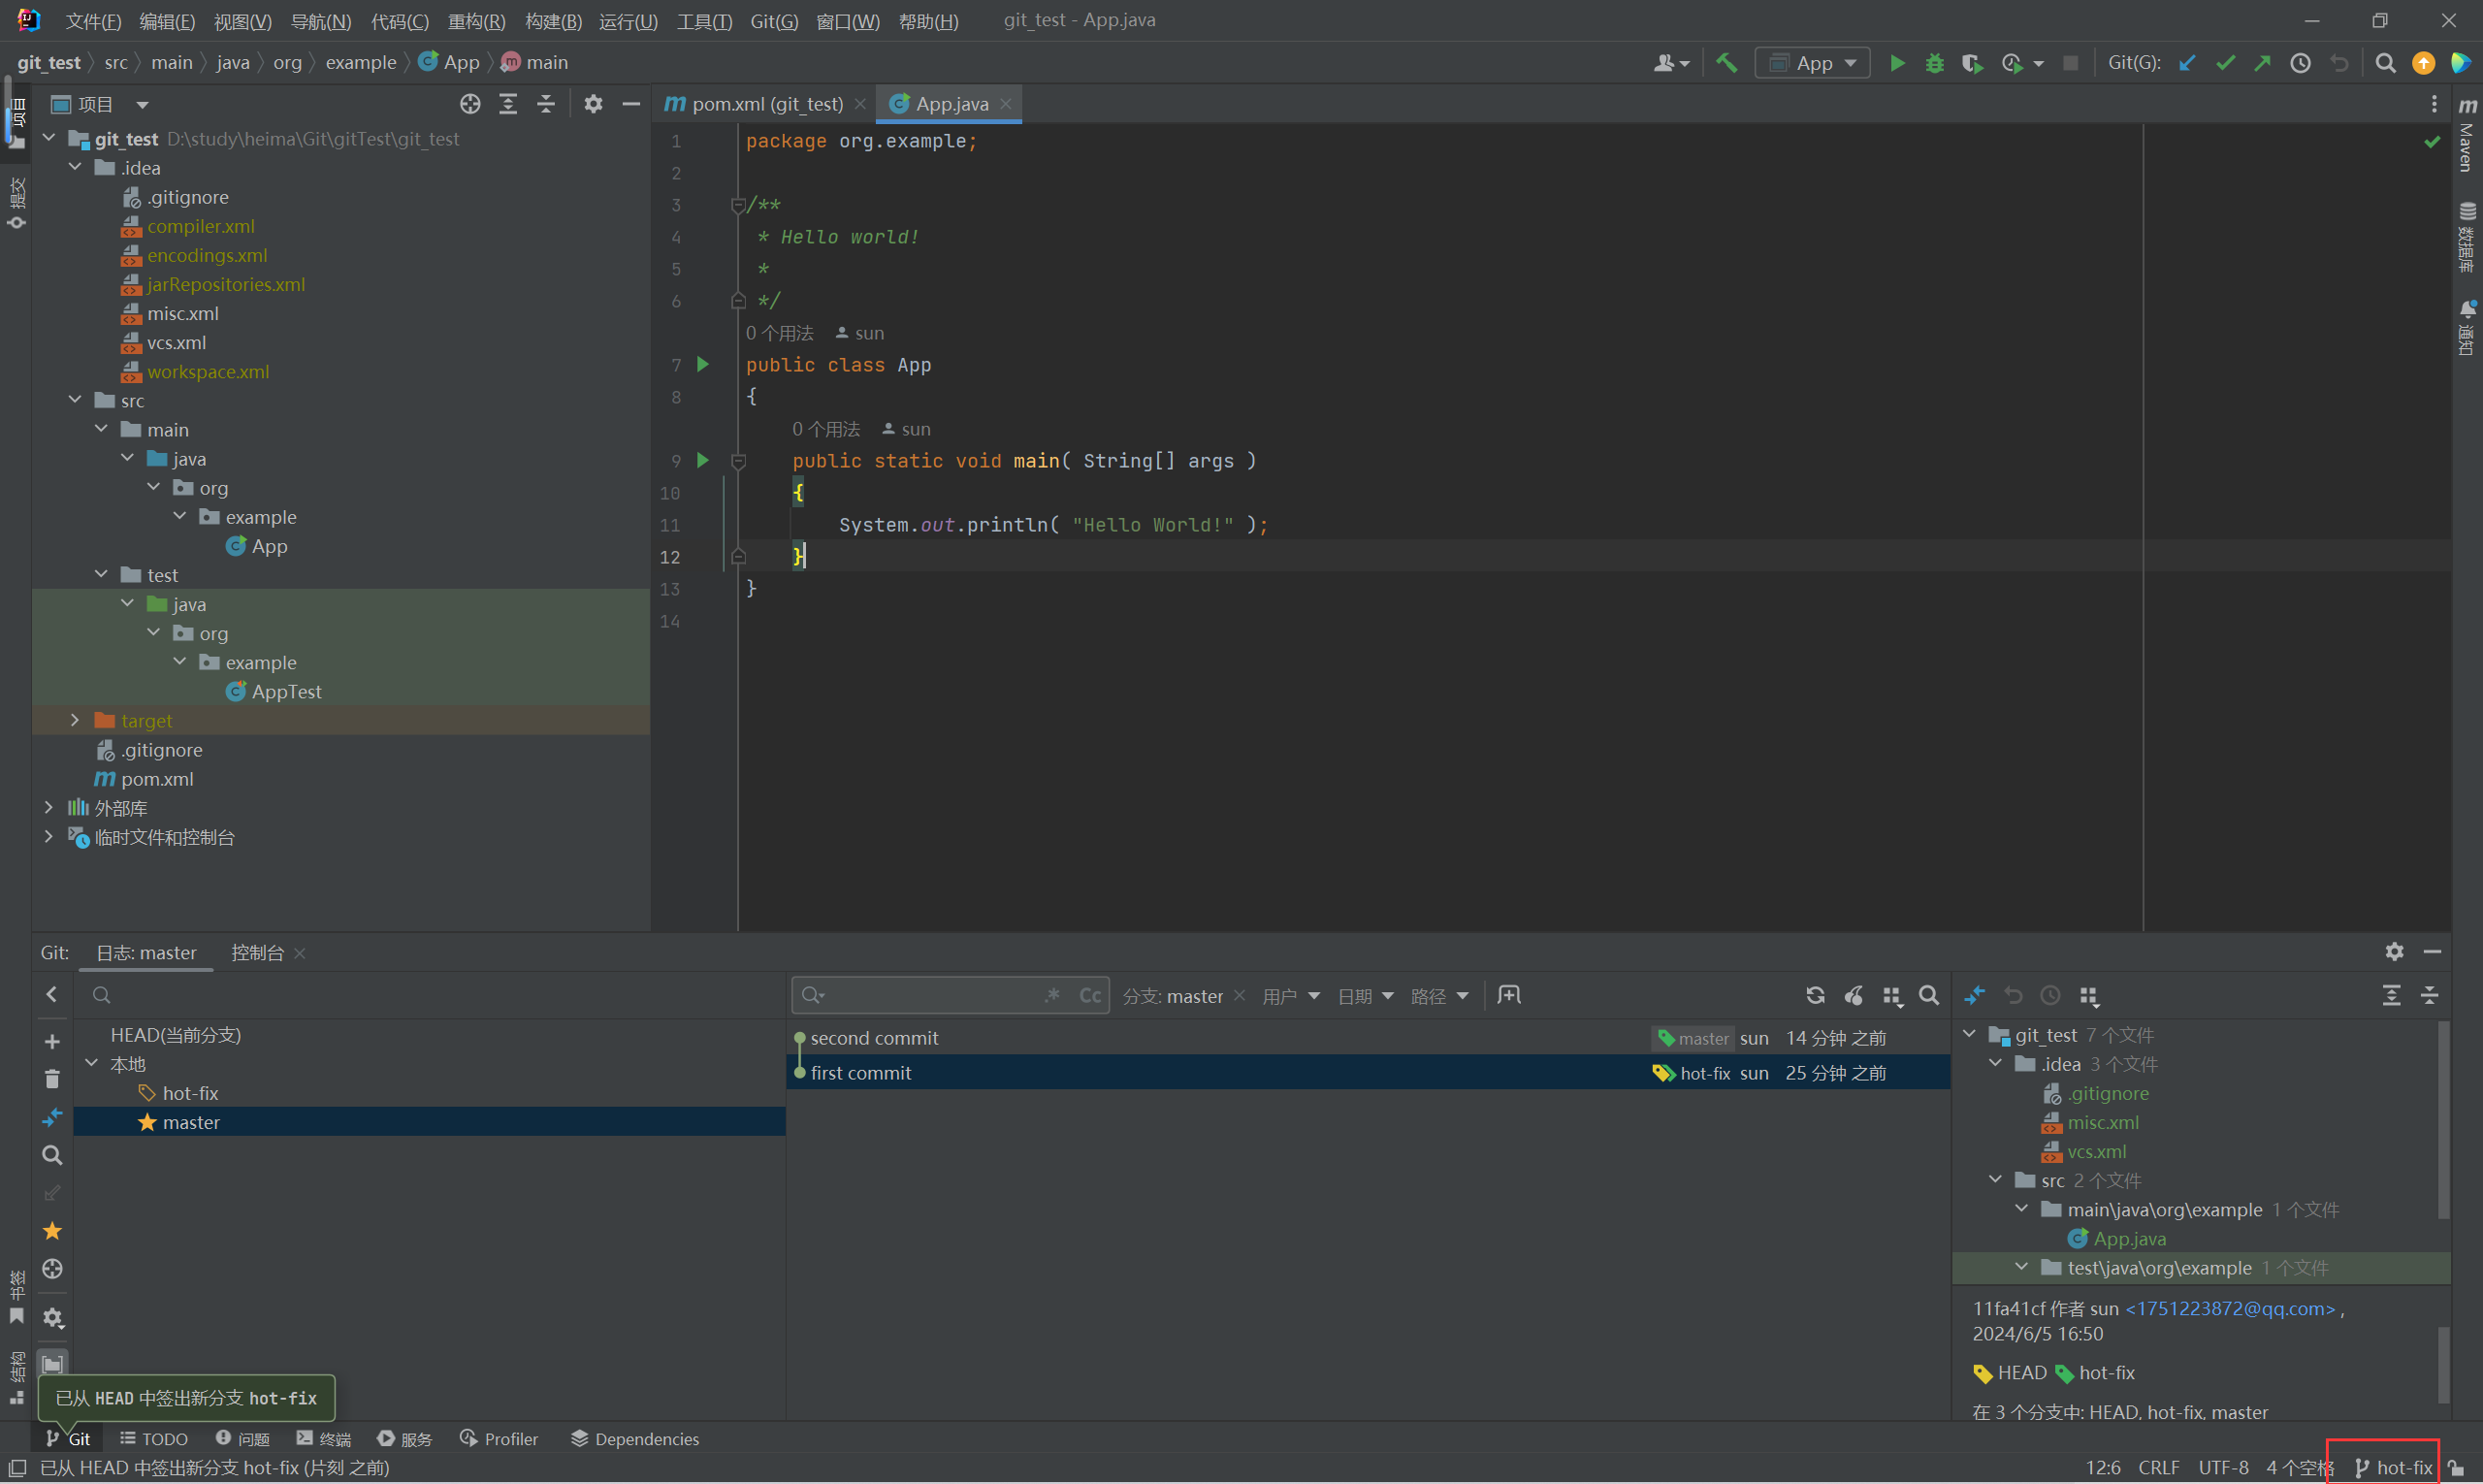 文件(F) 编辑(E) 视图(V) 导航(N) 代码(C) 重构(R) 构建(B) 运行(U) 工具(T) Git(G) 窗口(W) 帮助(H) git_test - App.java
git_test src main java org example App main
App
Git(G):
项目
提交
书签
结构
项目
git_test D:\study\heima\Git\gitTest\git_test
.idea
.gitignore
compiler.xml
encodings.xml
jarRepositories.xml
misc.xml
vcs.xml
workspace.xml
src
main
java
org
example
App
test
java
org
example
AppTest
target
.gitignore
pom.xml
外部库
临时文件和控制台
pom.xml (git_test) App.java
1 package org.example;
2
3 /**
4 * Hello world!
5 *
6 */
0 个用法 sun
7 public class App
8 {
0 个用法 sun
9 public static void main( String[] args )
10 {
11 System.out.println( "Hello World!" );
12 }
13 }
14
Maven
数据库
通知
Git: 日志: master 控制台
HEAD(当前分支)
本地
hot-fix
master
.* Cc 分支: master 用户 日期 路径
second commit master sun 14 分钟 之前
first commit hot-fix sun 25 分钟 之前
git_test 7 个文件
.idea 3 个文件
.gitignore
misc.xml
vcs.xml
src 2 个文件
main\java\org\example 1 个文件
App.java
test\java\org\example 1 个文件
11fa41cf 作者 sun <1751223872@qq.com> ,
2024/6/5 16:50
HEAD hot-fix
在 3 个分支中: HEAD, hot-fix, master
已从 HEAD 中签出新分支 hot-fix
Git TODO 问题 终端 服务 Profiler Dependencies
已从 HEAD 中签出新分支 hot-fix (片刻 之前)
12:6 CRLF UTF-8 4 个空格 hot-fix